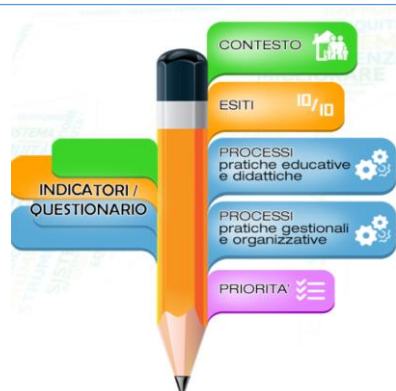 CONTESTO
ESITI 10/10
PROCESSI
pratiche educative
e didattiche
INDICATORI /
QUESTIONARIO
PROCESSI
pratiche gestionali
e organizzative
PRIORITA'